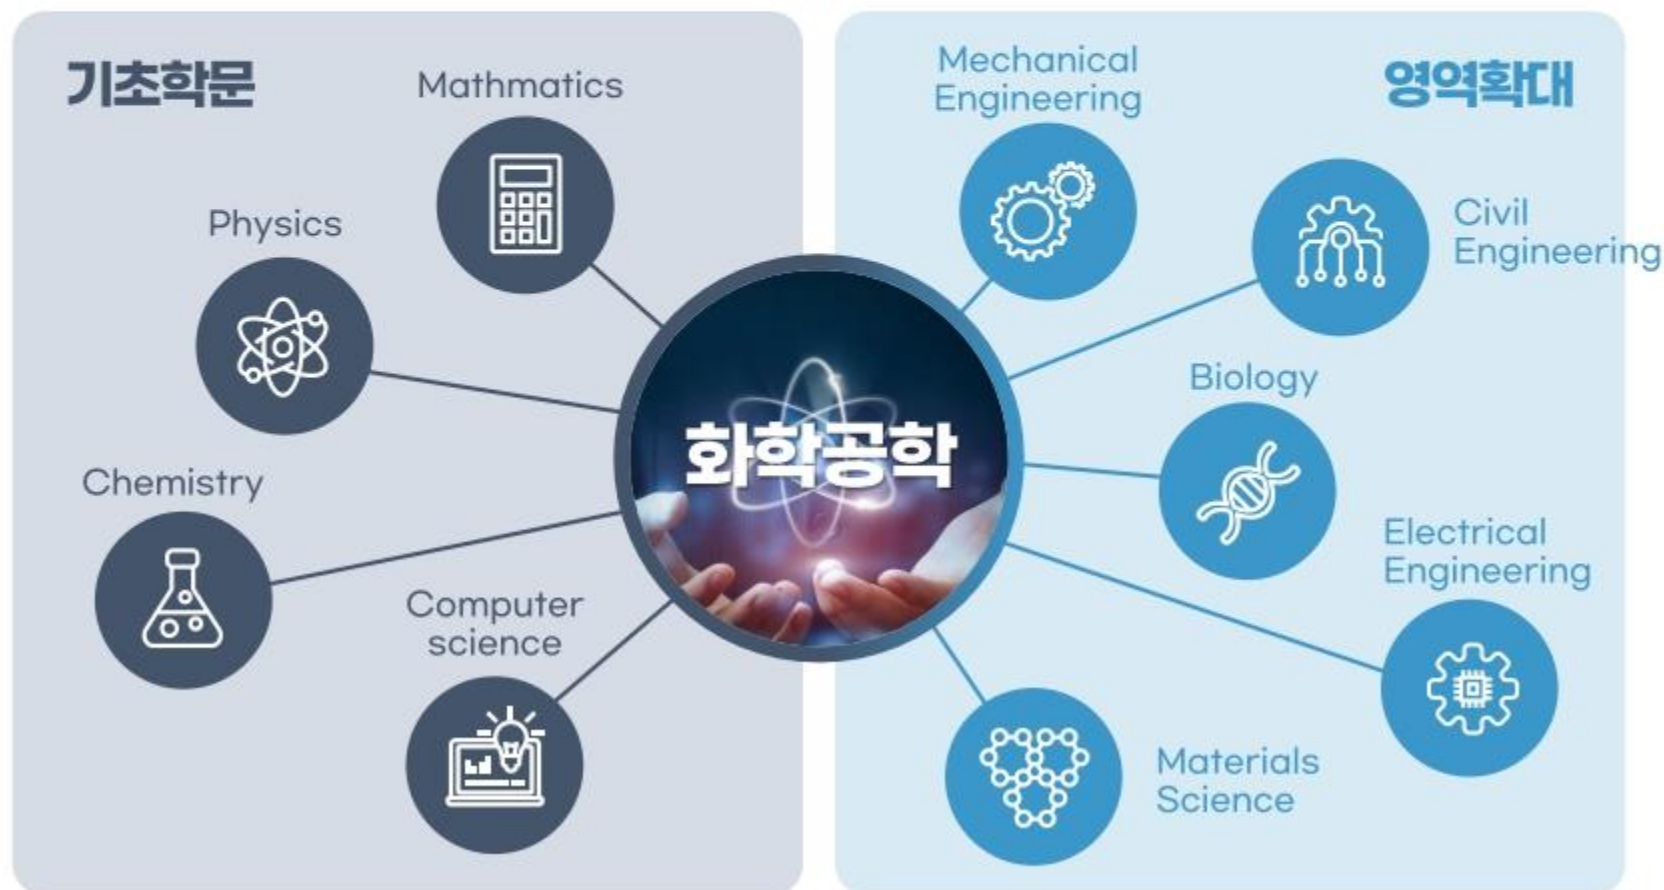 기초학문
Mathmatics
Physics
Chemistry
Computer
science
화학공학
영역확대
Mechanical
Engineering
Civil
Engineering
Biology
Electrical
Engineering
Materials
Science